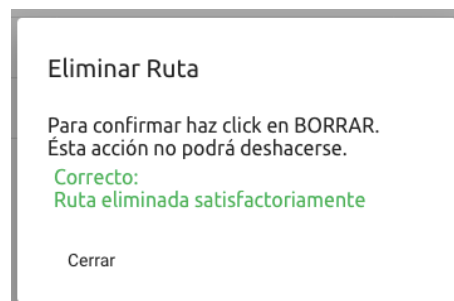 Eliminar Ruta
Para confirmar haz click en BORRAR.
Ésta acción no podrá deshacerse.
Correcto:
Ruta eliminada satisfactoriamente
Cerrar